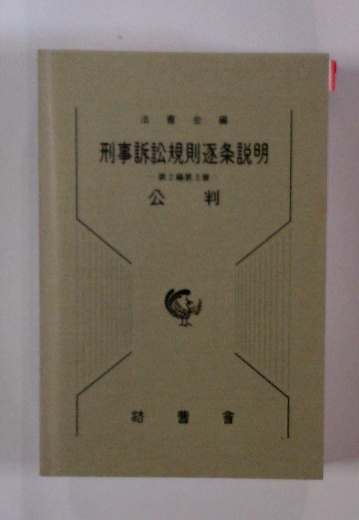 法曹会編
刑事訴訟規則逐条説明
第2編第3章
公判
法曹會